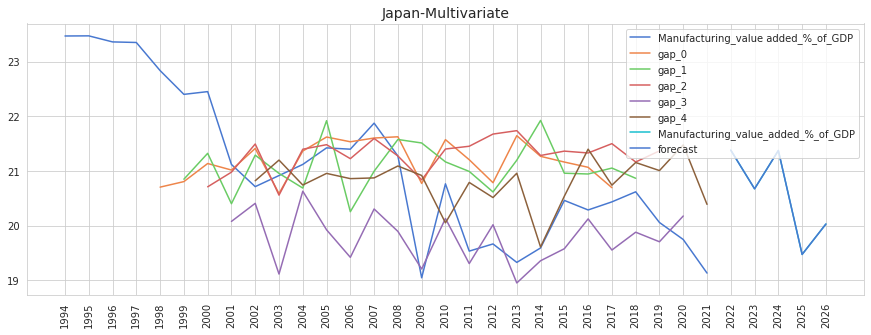 Japan-Multivariate
Manufacturing_value added_%_of_GDP
gap_0
gap_1
gap_2
gap_3
gap_4
Manufacturing_value_added_%_of_GDP
forecast
23
22
21
20
19
1994 1995 1996 1997 1998 1999 2000 2001 2002 2003 2004 2005 2006 2007 2008 2009 2010 2011 2012 2013 2014 2015 2016 2017 2018 2019 2020 2021 2022 2023 2024 2025 2026